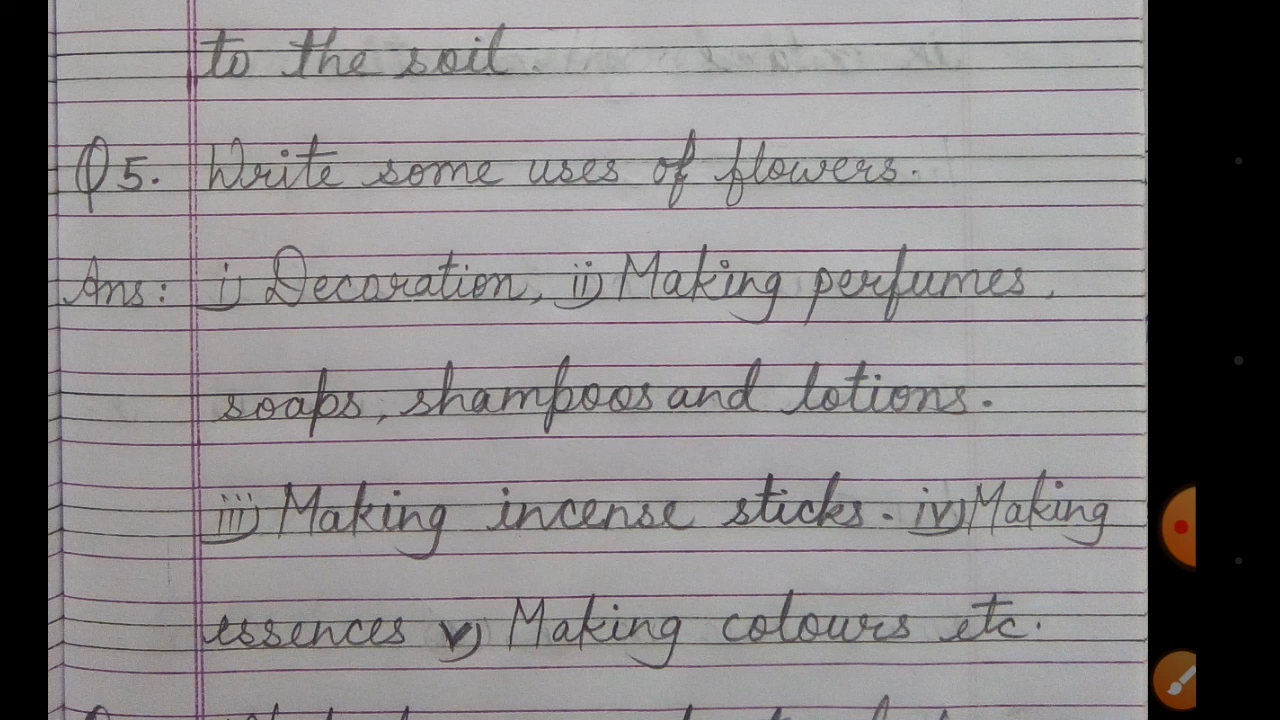 to the soil.
Q5. Write some uses of flowers.
Ans: i) Decoration, ii) Making perfumes,
soaps, shampoos and lotions.
iii) Making incense sticks. iv) Making
essences v) Making colours etc.